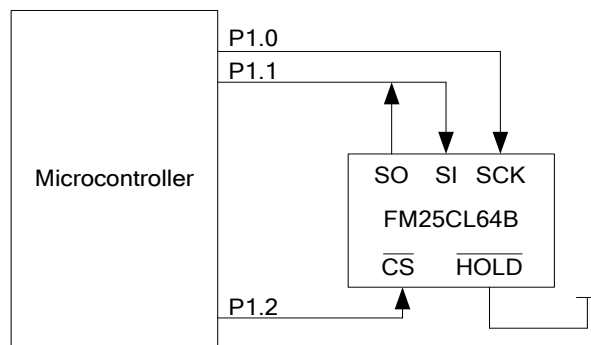 P1.0
P1.1
Microcontroller
SO SI SCK
FM25CL64B
CS HOLD
P1.2